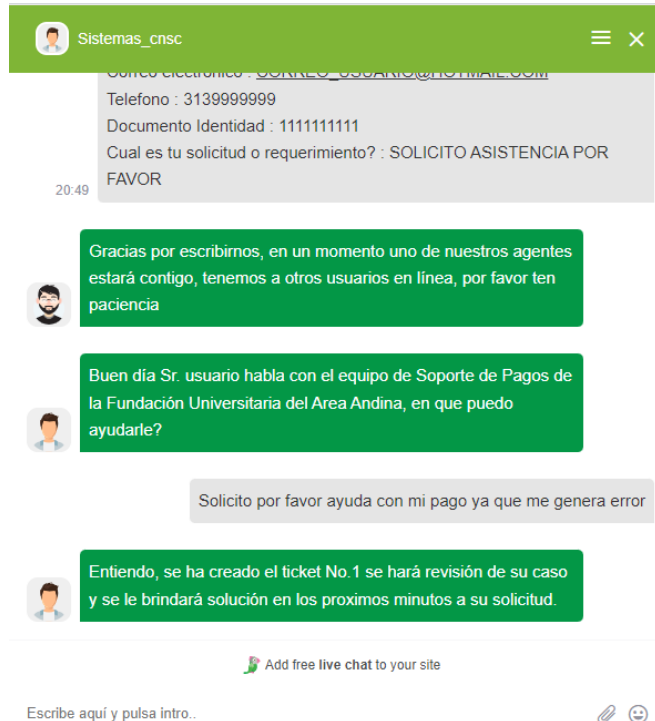 Sistemas_cnsc
Correo electronico : CORREO_USUARIO@HOTMAIL.COM
Telefono : 3139999999
Documento Identidad : 1111111111
Cual es tu solicitud o requerimiento? : SOLICITO ASISTENCIA POR
FAVOR
20:49
Gracias por escribirnos, en un momento uno de nuestros agentes
estará contigo, tenemos a otros usuarios en línea, por favor ten
paciencia
Buen día Sr. usuario habla con el equipo de Soporte de Pagos de
la Fundación Universitaria del Area Andina, en que puedo
ayudarle?
Solicito por favor ayuda con mi pago ya que me genera error
Entiendo, se ha creado el ticket No.1 se hará revisión de su caso
y se le brindará solución en los proximos minutos a su solicitud.
Add free live chat to your site
Escribe aquí y pulsa intro..